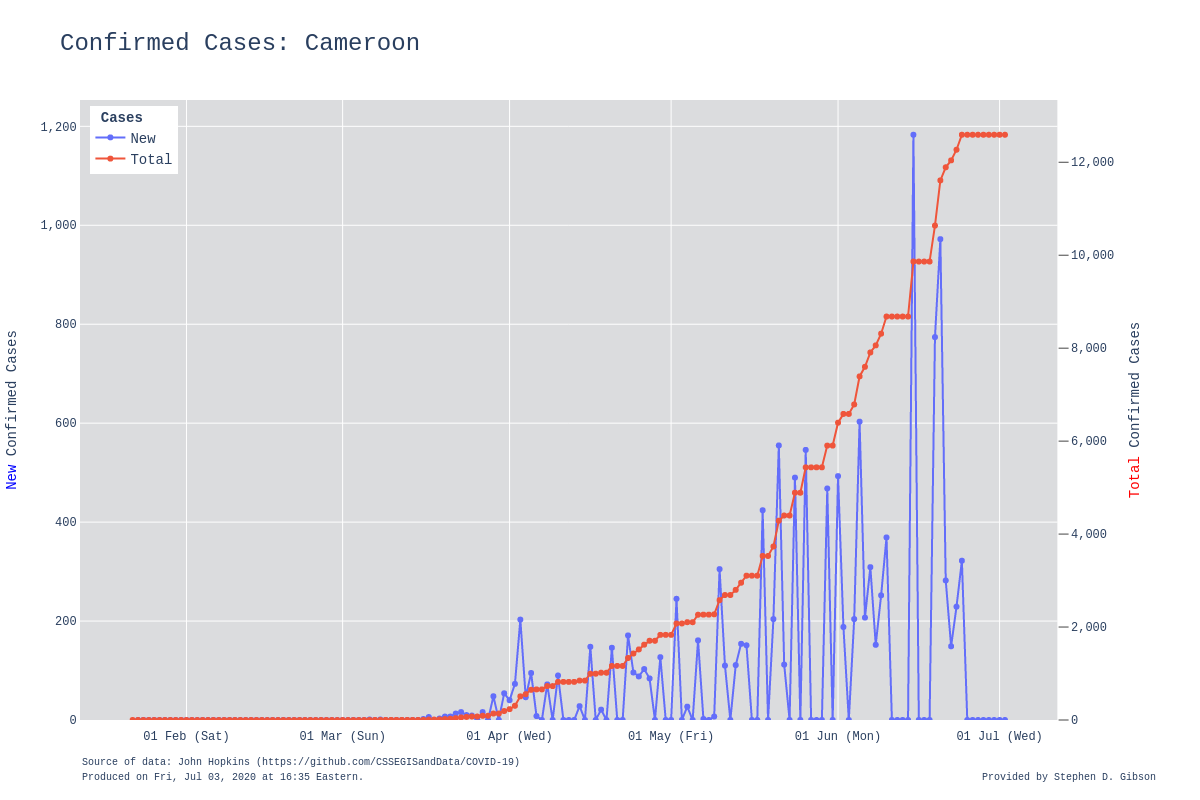 Confirmed Cases: Cameroon
Cases
New
Total
1,200
1,000
800
600
400
200
0
12,000
10,000
8,000
6,000
4,000
2,000
0
New Confirmed Cases
Total Confirmed Cases
01 Feb (Sat)
01 Mar (Sun)
01 Apr (Wed)
01 May (Fri)
01 Jun (Mon)
01 Jul (Wed)
Source of data: John Hopkins (https://github.com/CSSEGISandData/COVID-19)
Produced on Fri, Jul 03, 2020 at 16:35 Eastern.
Provided by Stephen D. Gibson